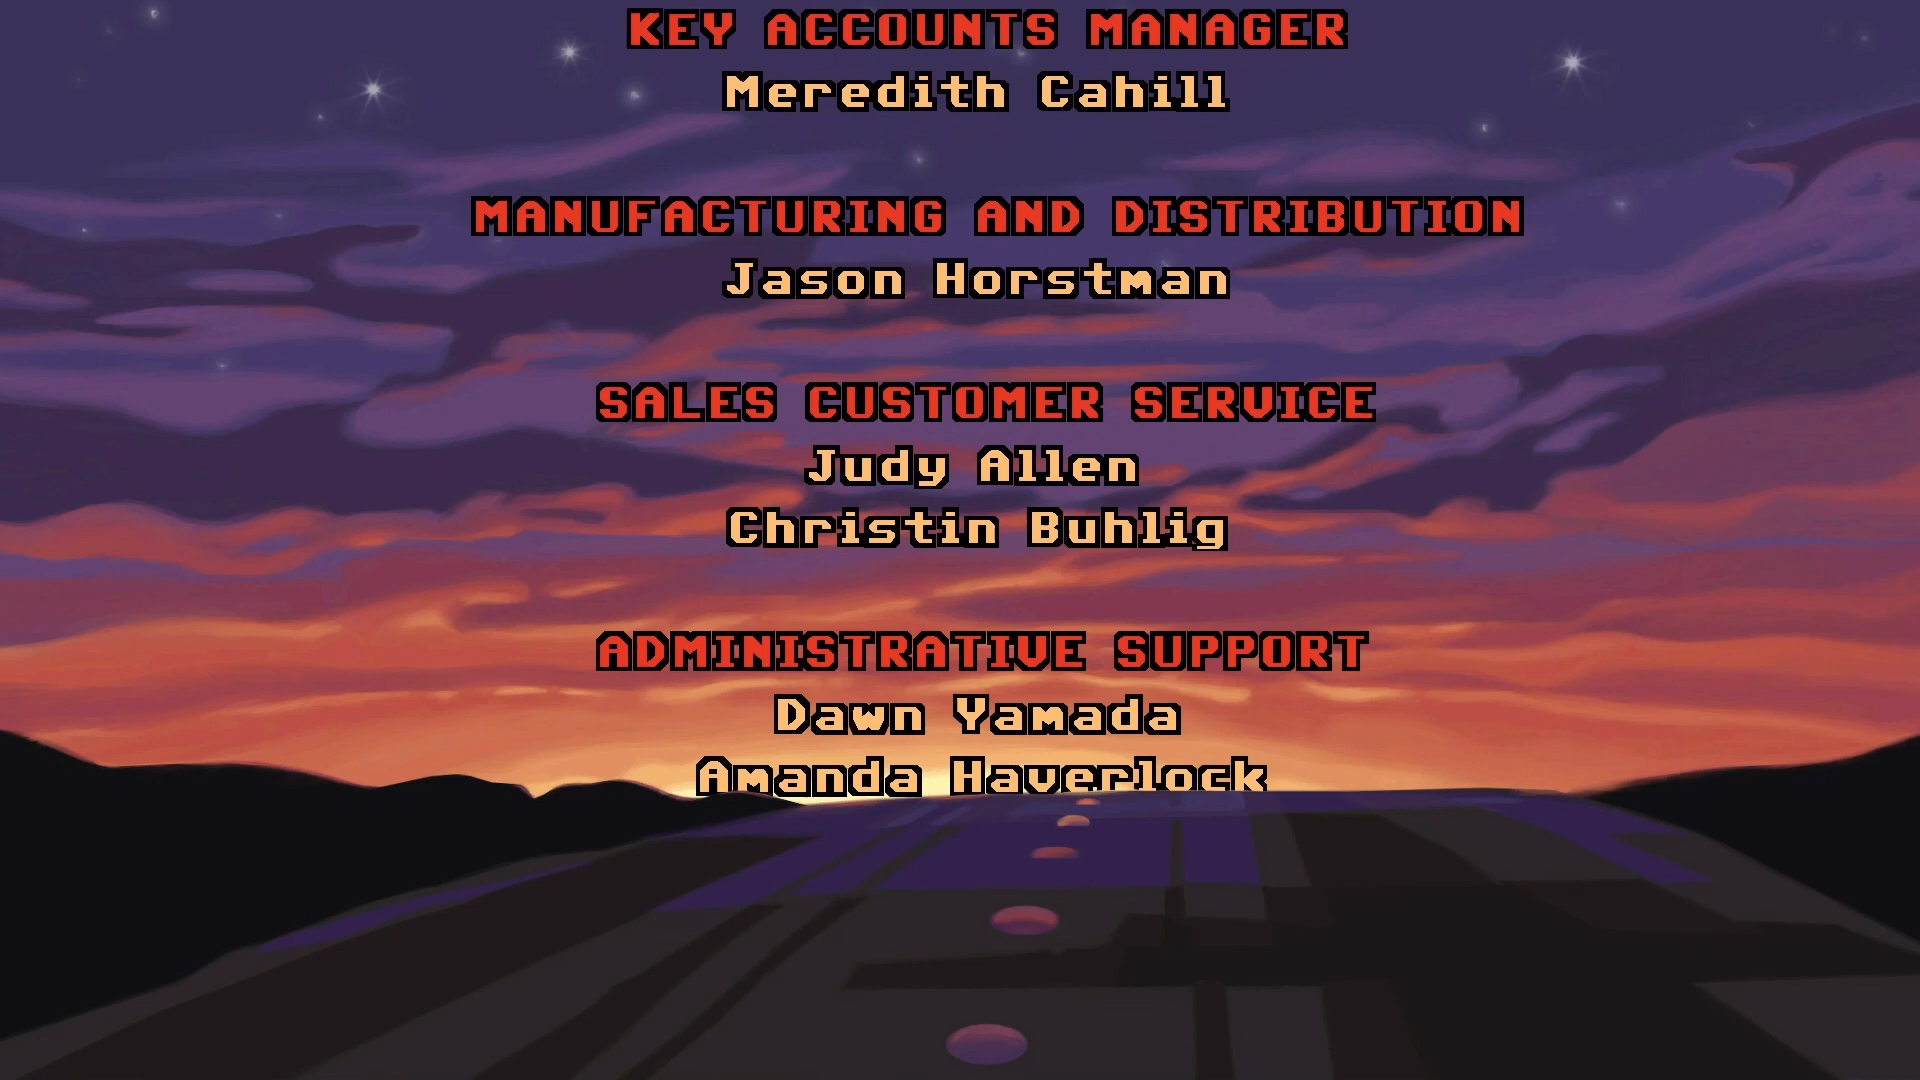 KEY ACCOUNTS MANAGER
Meredith Cahill
MANUFACTURING AND DISTRIBUTION
Jason Horstman
SALES CUSTOMER SERVICE
Judy Allen
Christin Buhlig
ADMINISTRATIVE SUPPORT
Dawn Yamada
Amanda Haverlock